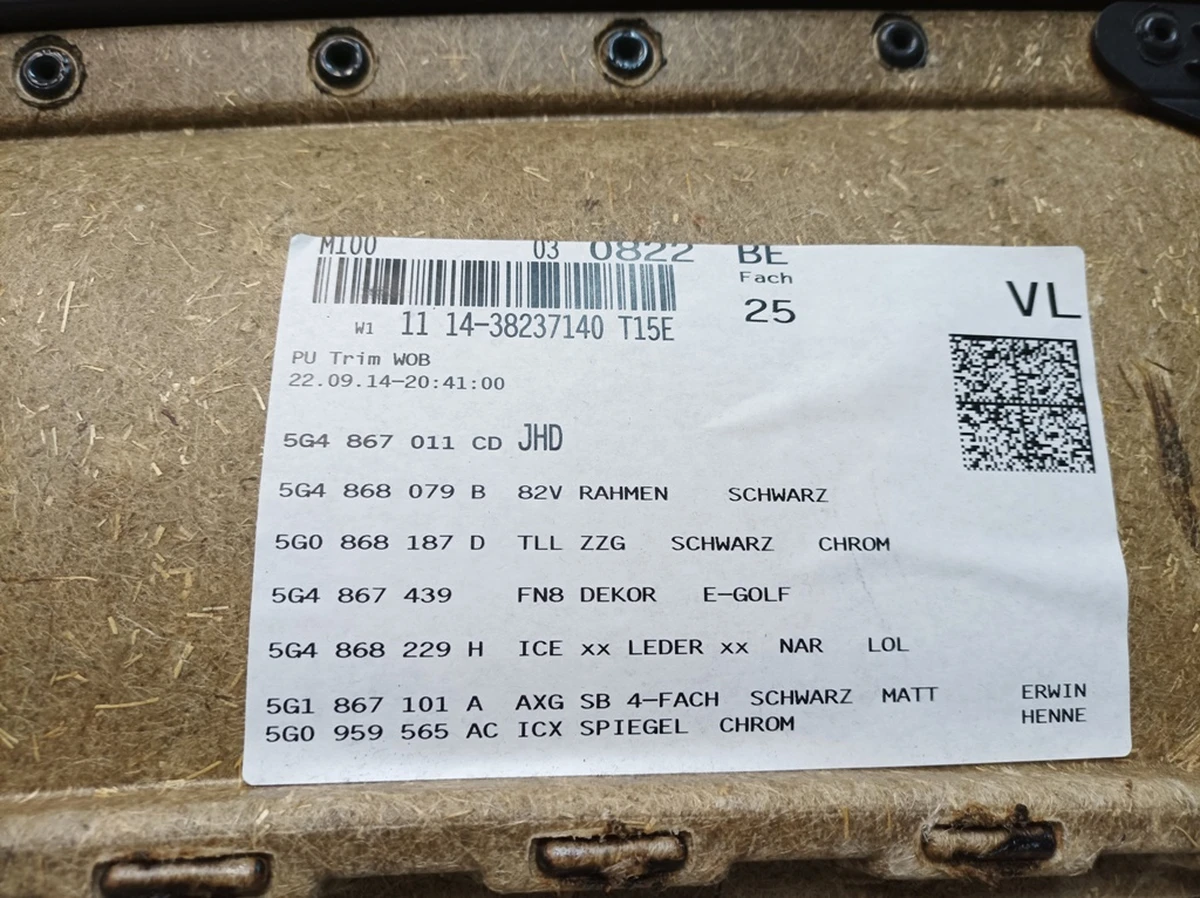 M100 03 0822 BE
Fach
25
VL
W1 11 14-38237140 T15E
PU Trim WOB
22.09.14-20:41:00
5G4 867 011 CD JHD
5G4 868 079 B 82V RAHMEN SCHWARZ
5G0 868 187 D TLL ZZG SCHWARZ CHROM
5G4 867 439 FN8 DEKOR E-GOLF
5G4 868 229 H ICE xx LEDER xx NAR LOL
5G1 867 101 A AXG SB 4-FACH SCHWARZ MATT
5G0 959 565 AC ICX SPIEGEL CHROM
ERWIN
HENNE